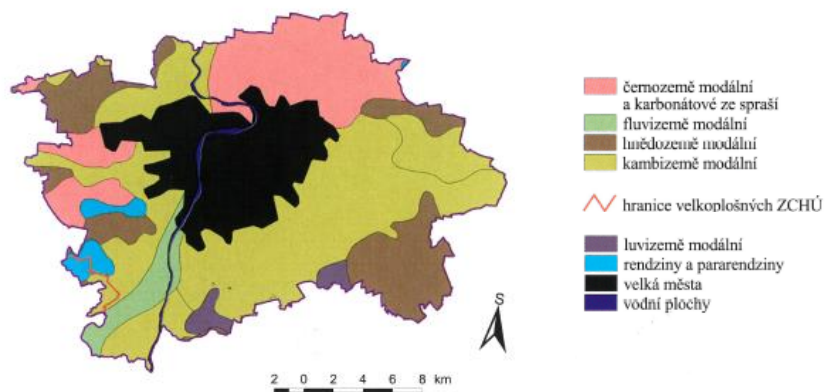 černozemě modální
a karbonátové ze spraší
fluvizemě modální
hnědozemě modální
kambizemě modální
hranice velkoplošných ZCHÚ
luvizemě modální
rendziny a pararendziny
velká města
vodní plochy
S
2 0 2 4 6 8 km